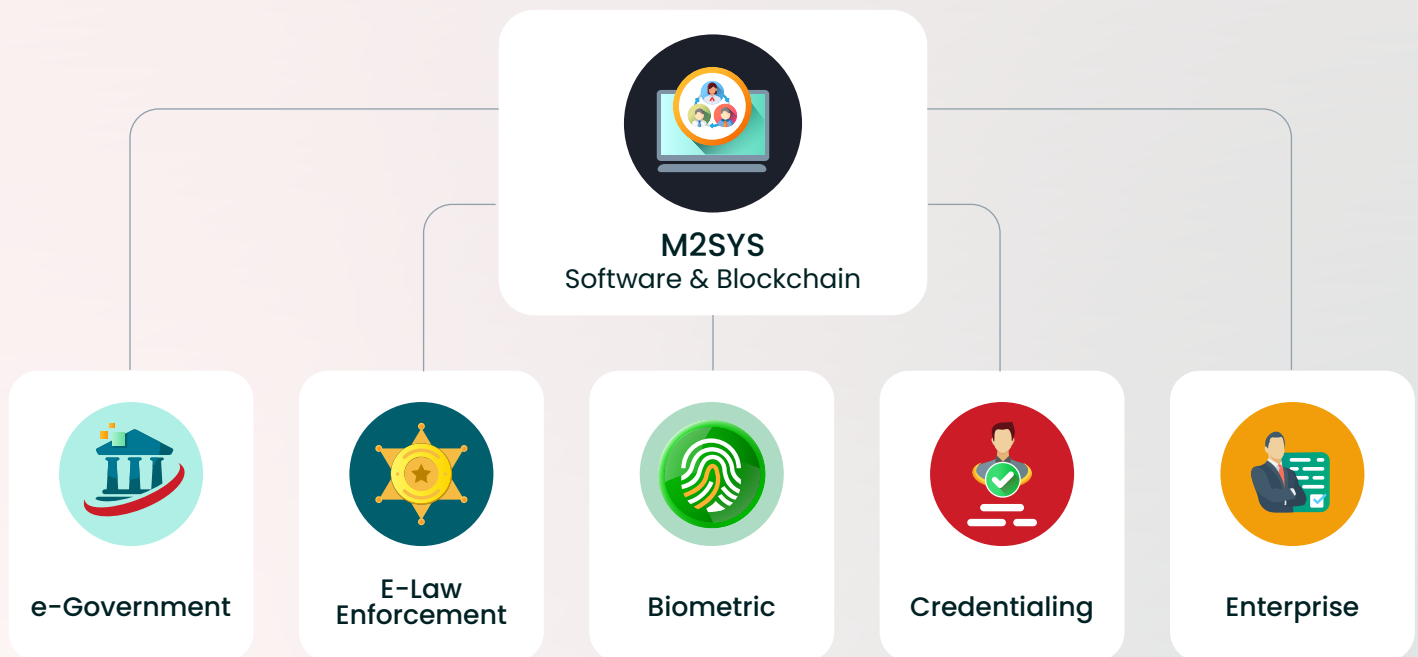 M2SYS
Software & Blockchain
e-Government
E-Law
Enforcement
Biometric
Credentialing
Enterprise